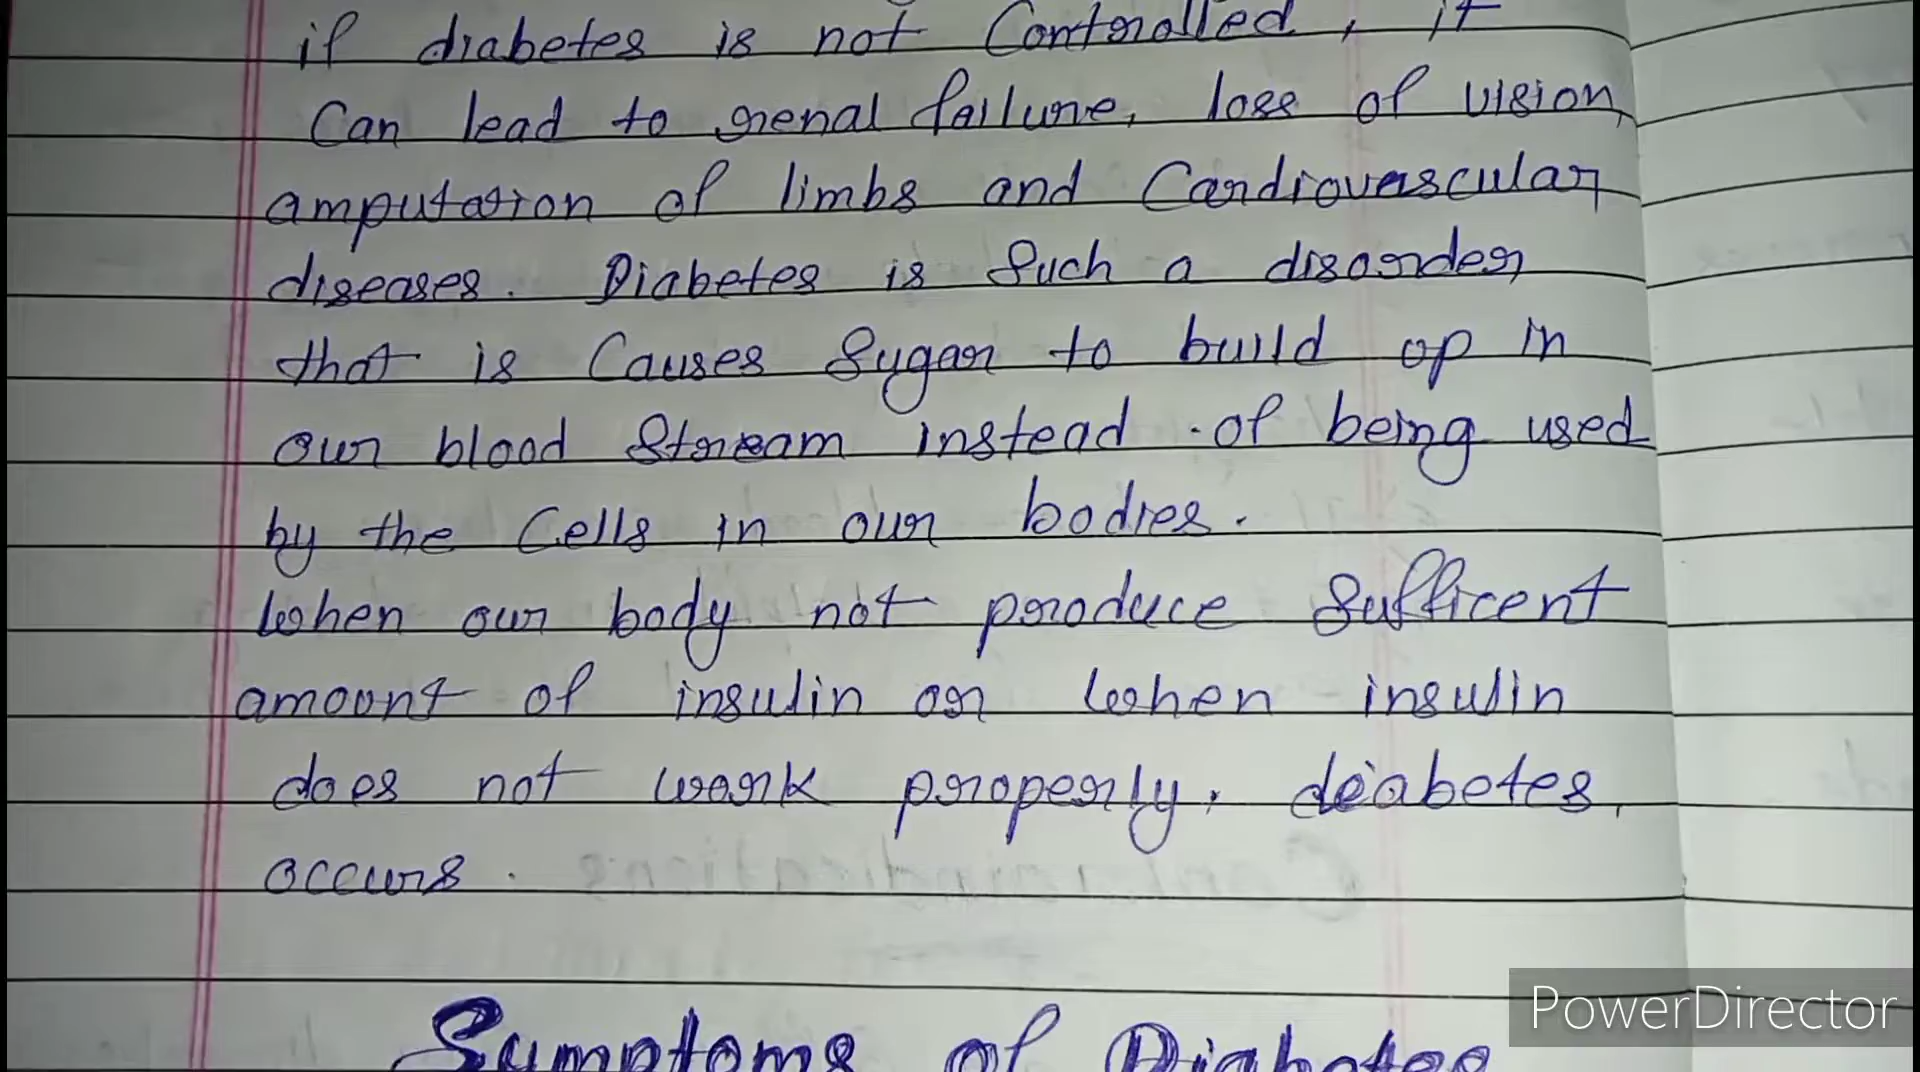 if diabetes is not Controlled, it
Can lead to renal failure, loss of vision,
amputation of limbs and Cardiovascular
diseases. Diabetes is Such a disorder
that is Causes Sugar to build up in
our blood Stream instead of being used
by the Cells in our bodies.
When our body not produce Sufficent
amount of insulin or when insulin
does not work properly, diabetes,
occurs.
Symptoms of Diabetes
PowerDirector